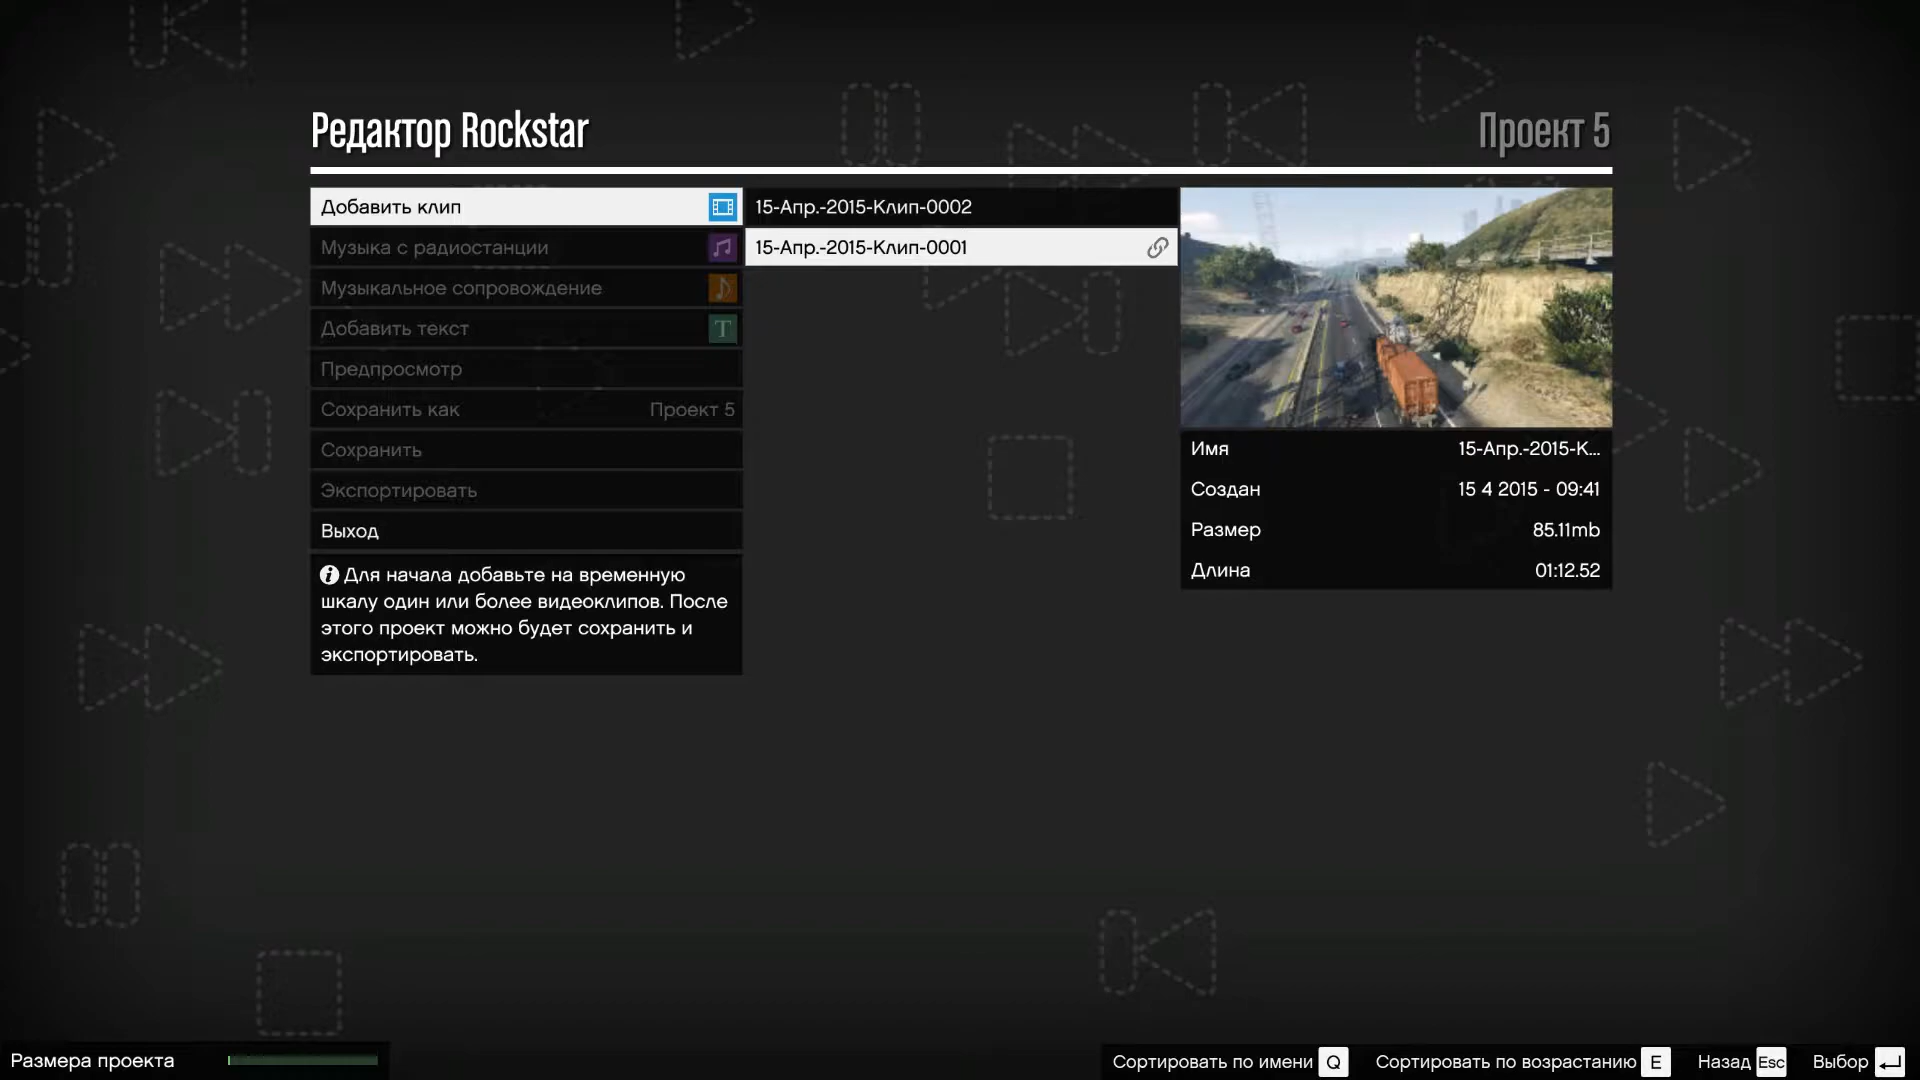 Редактор Rockstar
Проект 5
Добавить клип
Музыка с радиостанции
Музыкальное сопровождение
Добавить текст
T
Предпросмотр
Сохранить как Проект 5
Сохранить
Экспортировать
Выход
Для начала добавьте на временную
шкалу один или более видеоклипов. После
этого проект можно будет сохранить и
экспортировать.
15-Апр.-2015-Клип-0002
15-Апр.-2015-Клип-0001
Имя 15-Апр.-2015-К...
Создан 15 4 2015 - 09:41
Размер 85.11mb
Длина 01:12.52
Размера проекта
Сортировать по имени Q Сортировать по возрастанию E Назад Esc Выбор